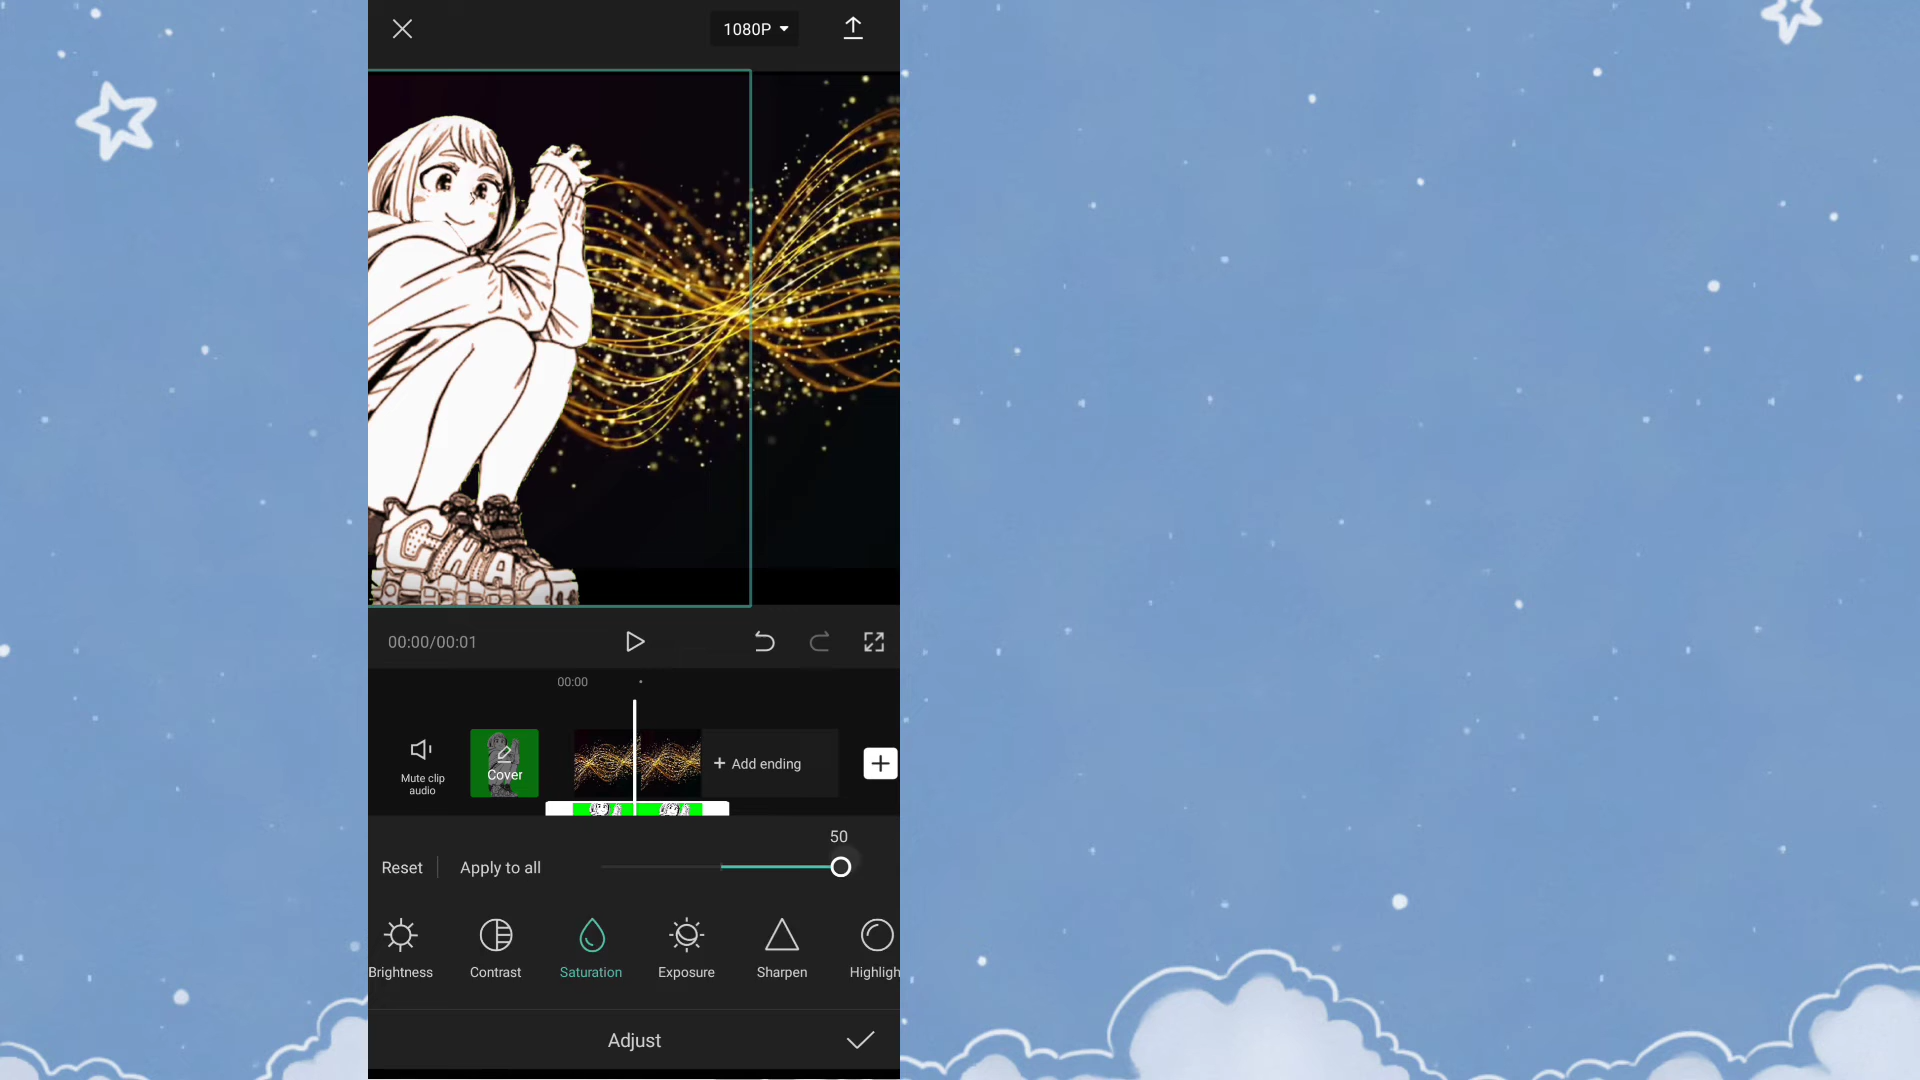 1080P
CHA
00:00/00:01
00:00
Mute clip
audio
Cover
+ Add ending
50
Reset
Apply to all
Brightness
Contrast
Saturation
Exposure
Sharpen
Highligh
Adjust